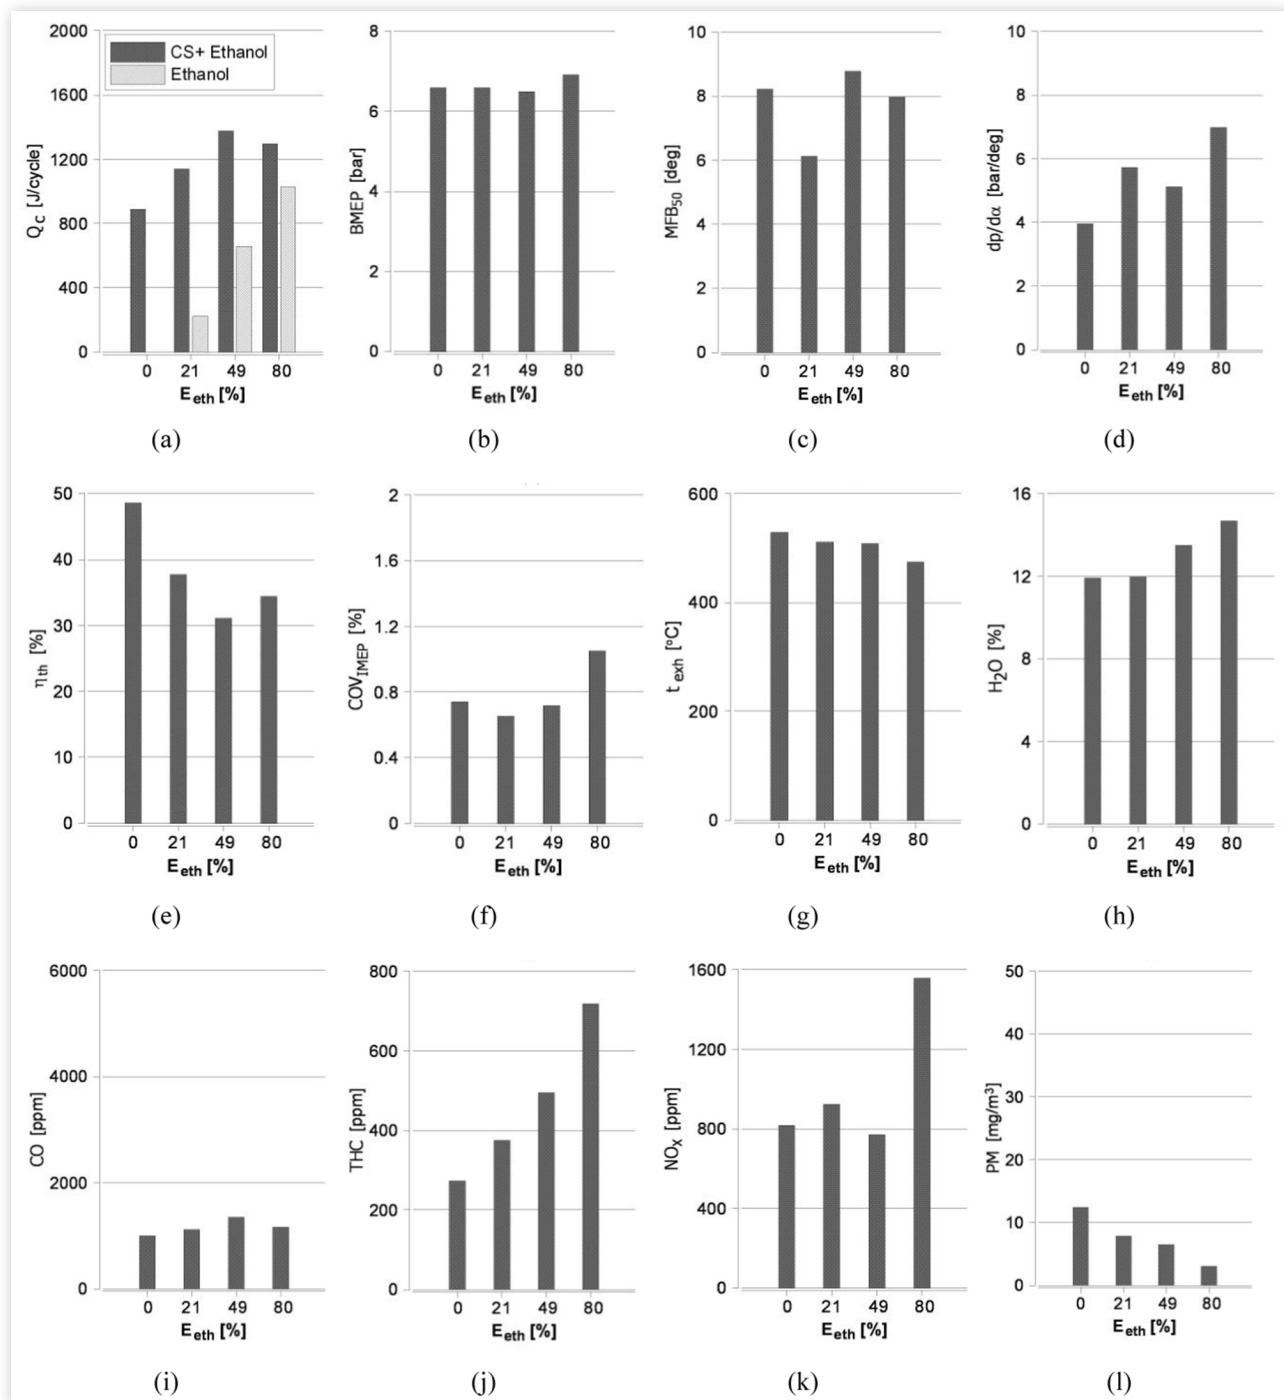 2000
1600
1200
800
400
0
Q_C [J/cycle]
CS+ Ethanol
Ethanol
0 21 49 80
E_eth [%]
(a)
8
6
4
2
0
BMEP [bar]
0 21 49 80
E_eth [%]
(b)
10
8
6
4
2
0
MFB_50 [deg]
0 21 49 80
E_eth [%]
(c)
10
8
6
4
2
0
dp/dα [bar/deg]
0 21 49 80
E_eth [%]
(d)
50
40
30
20
10
0
η_th [%]
0 21 49 80
E_eth [%]
(e)
2
1.6
1.2
0.8
0.4
0
COV_IMEP [%]
0 21 49 80
E_eth [%]
(f)
600
400
200
0
t_exh [°C]
0 21 49 80
E_eth [%]
(g)
16
12
8
4
0
H₂O [%]
0 21 49 80
E_eth [%]
(h)
6000
4000
2000
0
CO [ppm]
0 21 49 80
E_eth [%]
(i)
800
600
400
200
0
THC [ppm]
0 21 49 80
E_eth [%]
(j)
1600
1200
800
400
0
NO_X [ppm]
0 21 49 80
E_eth [%]
(k)
50
40
30
20
10
0
PM [mg/m³]
0 21 49 80
E_eth [%]
(l)